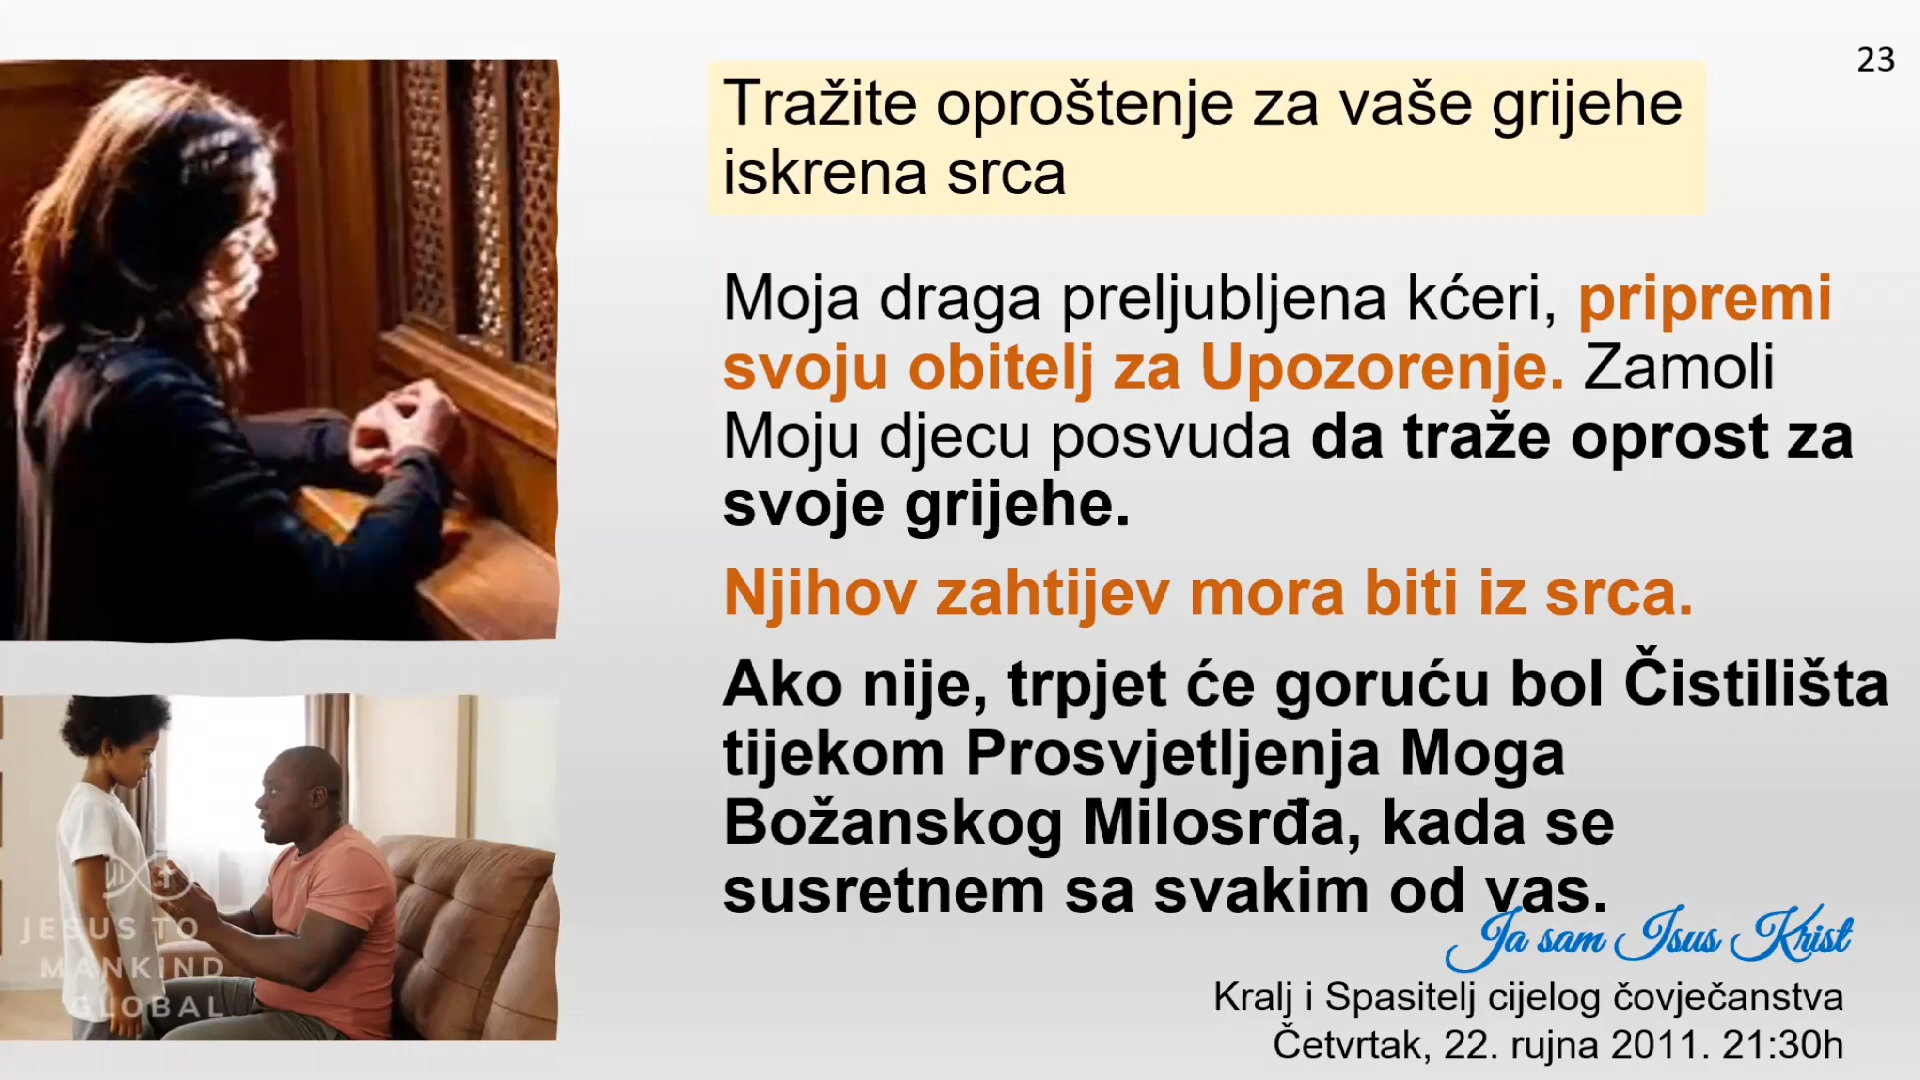 23
Tražite oproštenje za vaše grijehe
iskrena srca
Moja draga preljubljena kćeri, pripremi
svoju obitelj za Upozorenje. Zamoli
Moju djecu posvuda da traže oprost za
svoje grijehe.
Njihov zahtijev mora biti iz srca.
Ako nije, trpjet će goruću bol Čistilišta
tijekom Prosvjetljenja Moga
Božanskog Milosrđa, kada se
susretnem sa svakim od vas.
Ja sam Isus Krist
Kralj i Spasitelj cijelog čovječanstva
Četvrtak, 22. rujna 2011. 21:30h
JESUS TO
MANKIND
GLOBAL